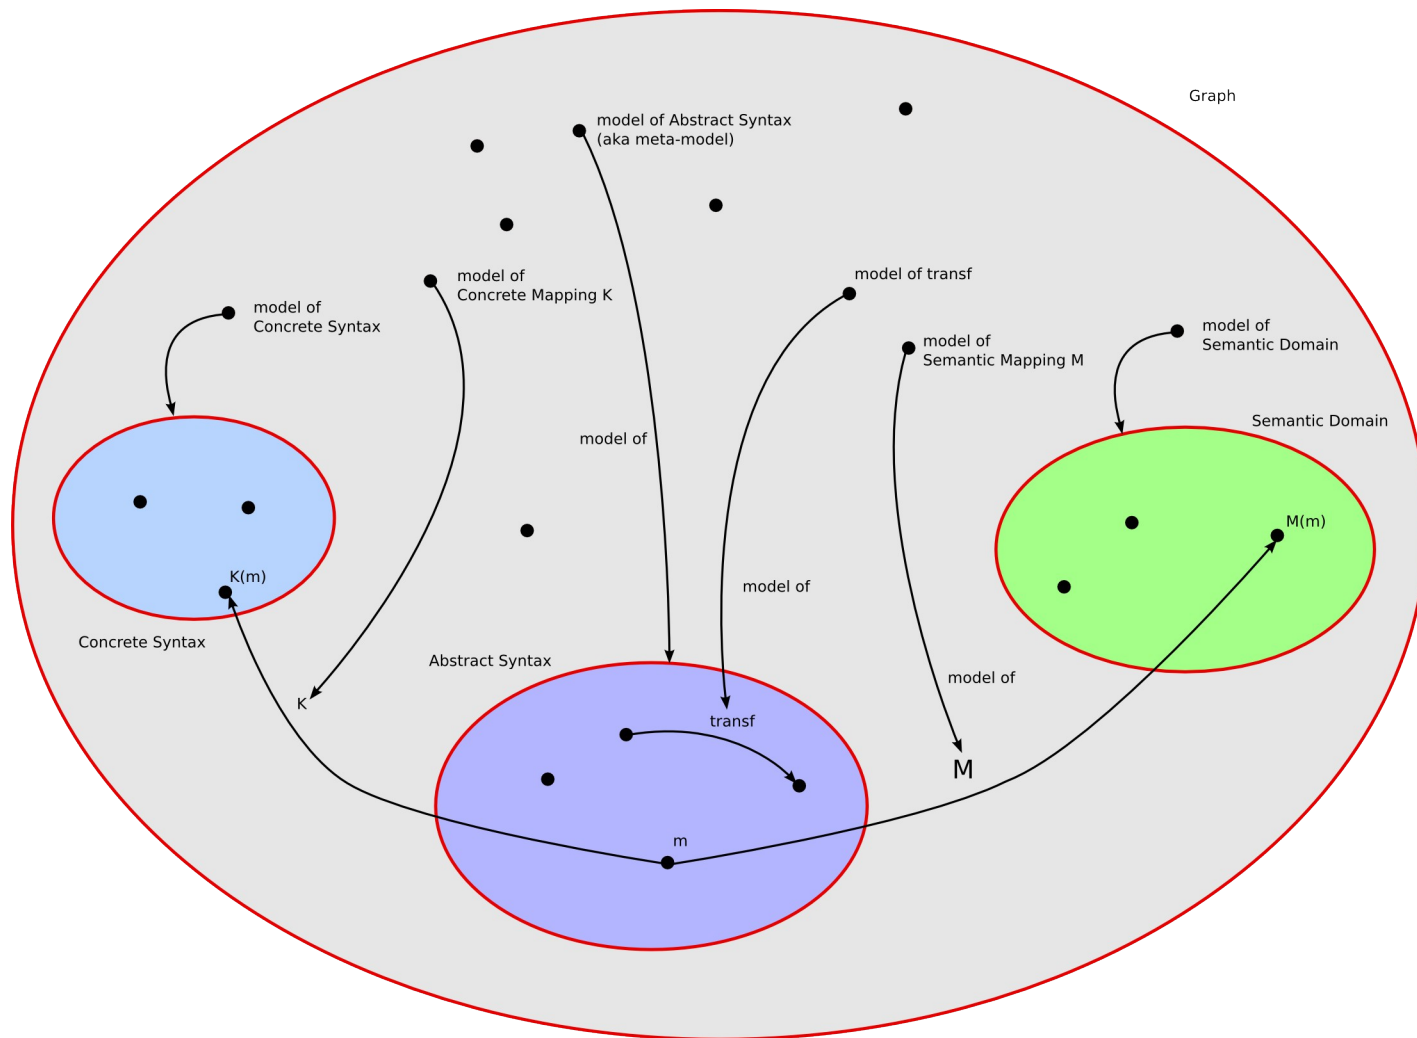 Graph
model of Abstract Syntax
(aka meta-model)
model of
Concrete Mapping K
model of transf
model of
Concrete Syntax
model of
Semantic Mapping M
model of
Semantic Domain
Semantic Domain
model of
M(m)
K(m)
model of
Concrete Syntax
Abstract Syntax
model of
K
transf
M
m